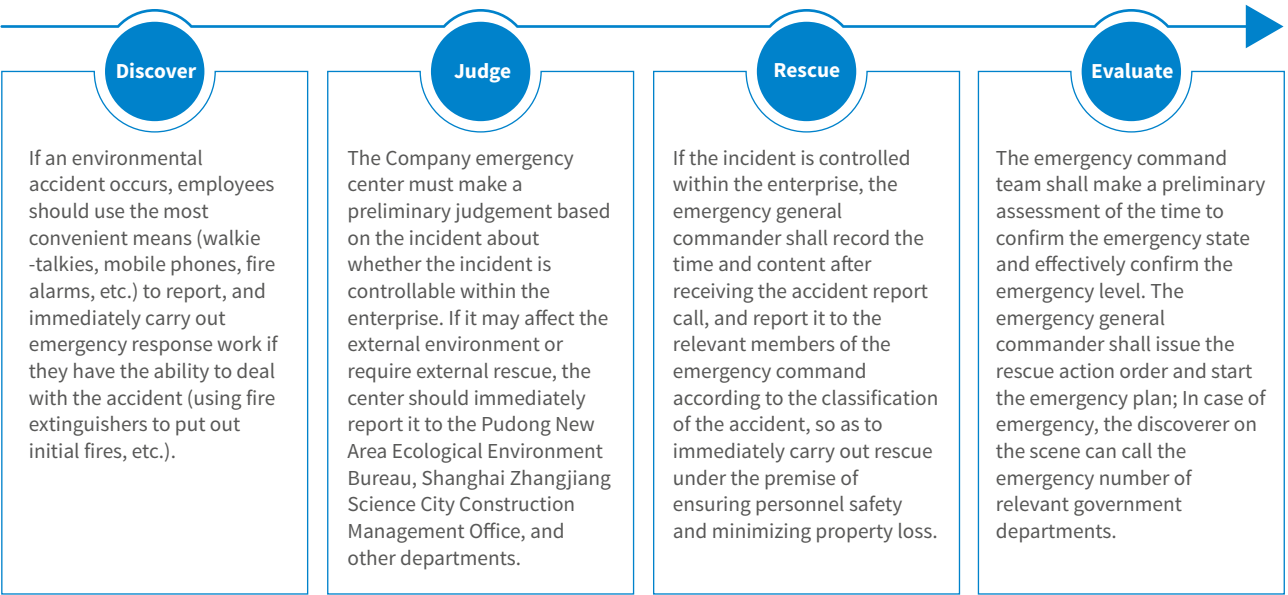 Discover
If an environmental
accident occurs, employees
should use the most
convenient means (walkie
-talkies, mobile phones, fire
alarms, etc.) to report, and
immediately carry out
emergency response work if
they have the ability to deal
with the accident (using fire
extinguishers to put out
initial fires, etc.).
Judge
The Company emergency
center must make a
preliminary judgement based
on the incident about
whether the incident is
controllable within the
enterprise. If it may affect the
external environment or
require external rescue, the
center should immediately
report it to the Pudong New
Area Ecological Environment
Bureau, Shanghai Zhangjiang
Science City Construction
Management Office, and
other departments.
Rescue
If the incident is controlled
within the enterprise, the
emergency general
commander shall record the
time and content after
receiving the accident report
call, and report it to the
relevant members of the
emergency command
according to the classification
of the accident, so as to
immediately carry out rescue
under the premise of
ensuring personnel safety
and minimizing property loss.
Evaluate
The emergency command
team shall make a preliminary
assessment of the time to
confirm the emergency state
and effectively confirm the
emergency level. The
emergency general
commander shall issue the
rescue action order and start
the emergency plan; In case of
emergency, the discoverer on
the scene can call the
emergency number of
relevant government
departments.